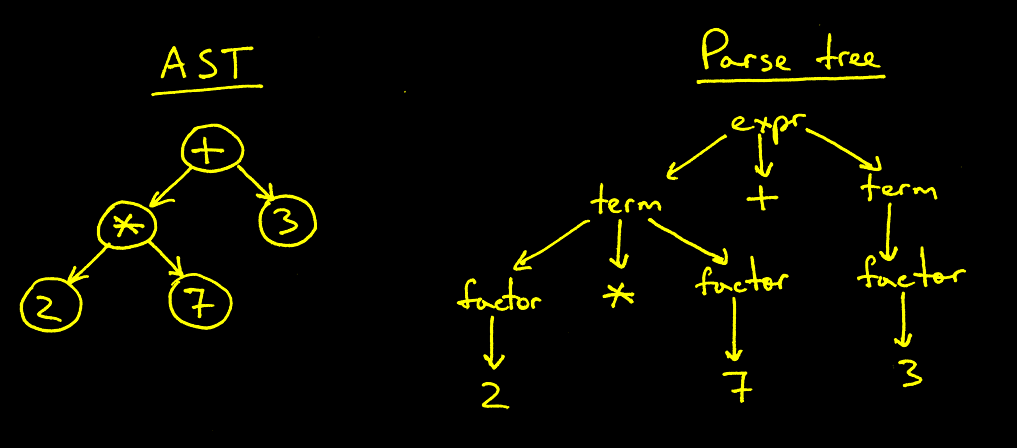 AST
+
* 3
2 7
Parse tree
expr
term + term
factor * factor factor
2 7 3